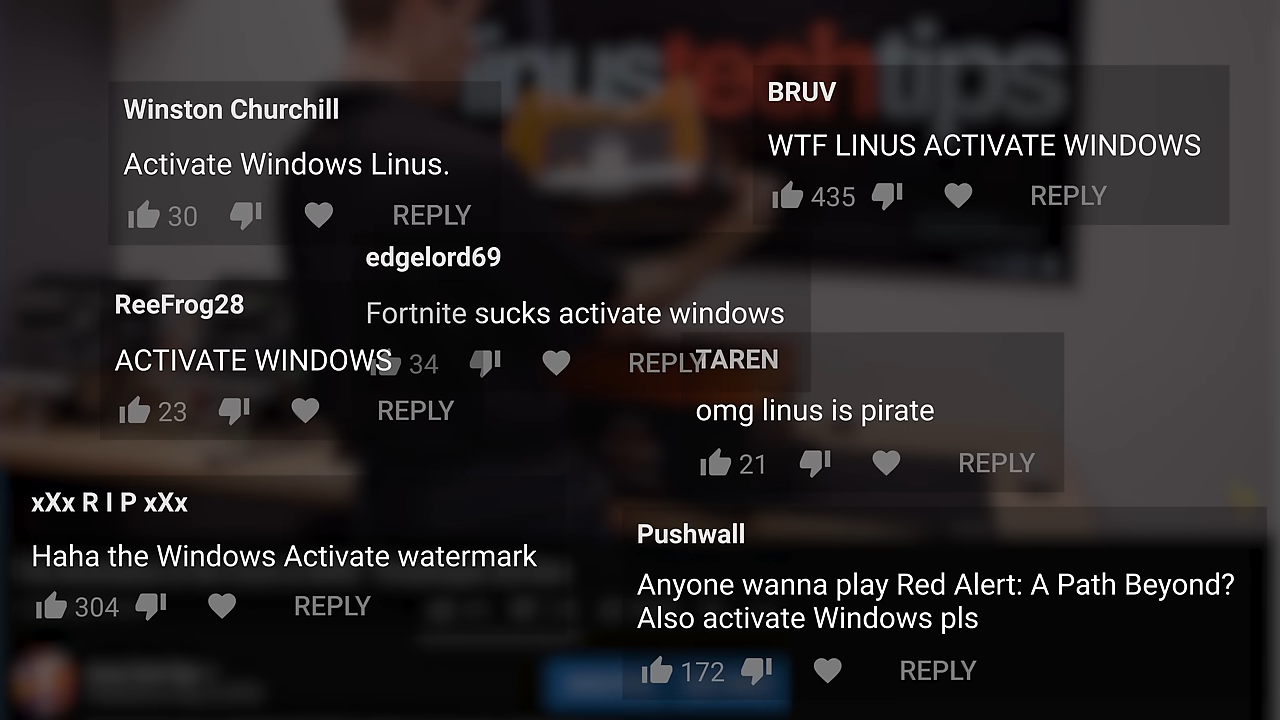 linustechtips
Winston Churchill
Activate Windows Linus.
30 REPLY
BRUV
WTF LINUS ACTIVATE WINDOWS
435 REPLY
edgelord69
Fortnite sucks activate windows
34 REPLY
ReeFrog28
ACTIVATE WINDOWS
23 REPLY
TAREN
omg linus is pirate
21 REPLY
xXx R I P xXx
Haha the Windows Activate watermark
304 REPLY
Pushwall
Anyone wanna play Red Alert: A Path Beyond?
Also activate Windows pls
172 REPLY